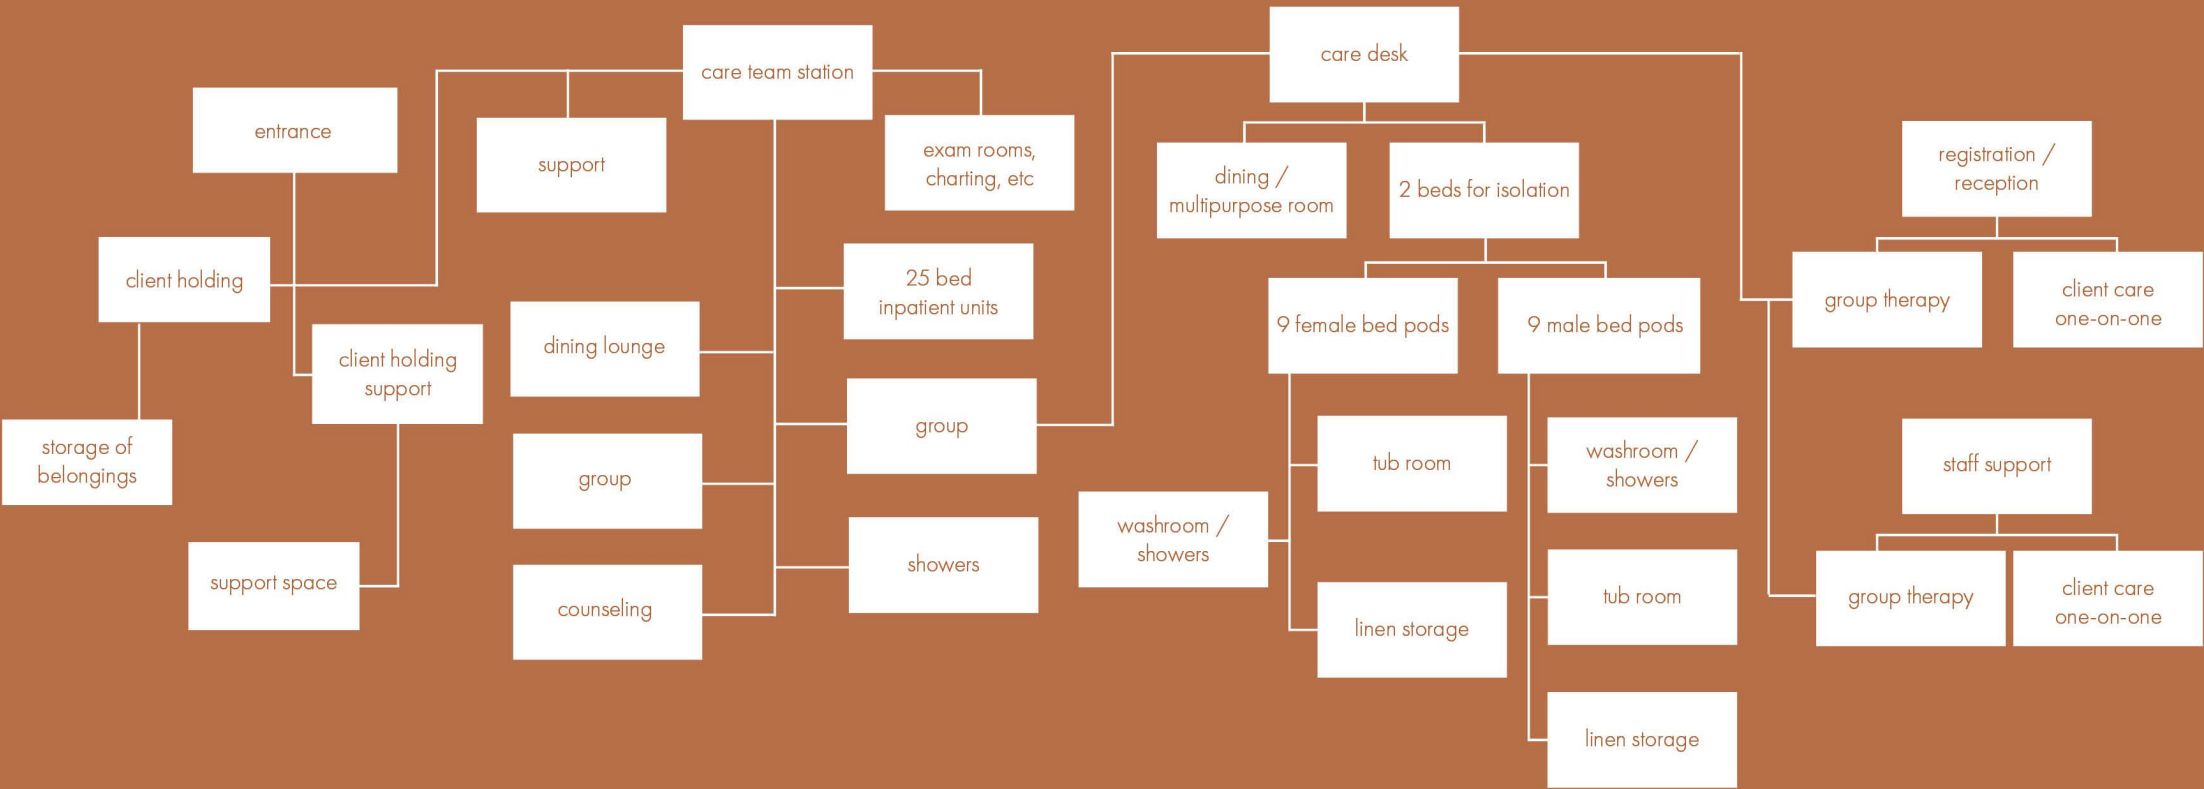 entrance
client holding
client holding
support
storage of
belongings
support space
care team station
support
exam rooms,
charting, etc
25 bed
inpatient units
dining lounge
group
group
showers
counseling
care desk
dining /
multipurpose room
2 beds for isolation
9 female bed pods
9 male bed pods
tub room
washroom /
showers
linen storage
washroom /
showers
tub room
linen storage
registration /
reception
group therapy
client care
one-on-one
staff support
group therapy
client care
one-on-one